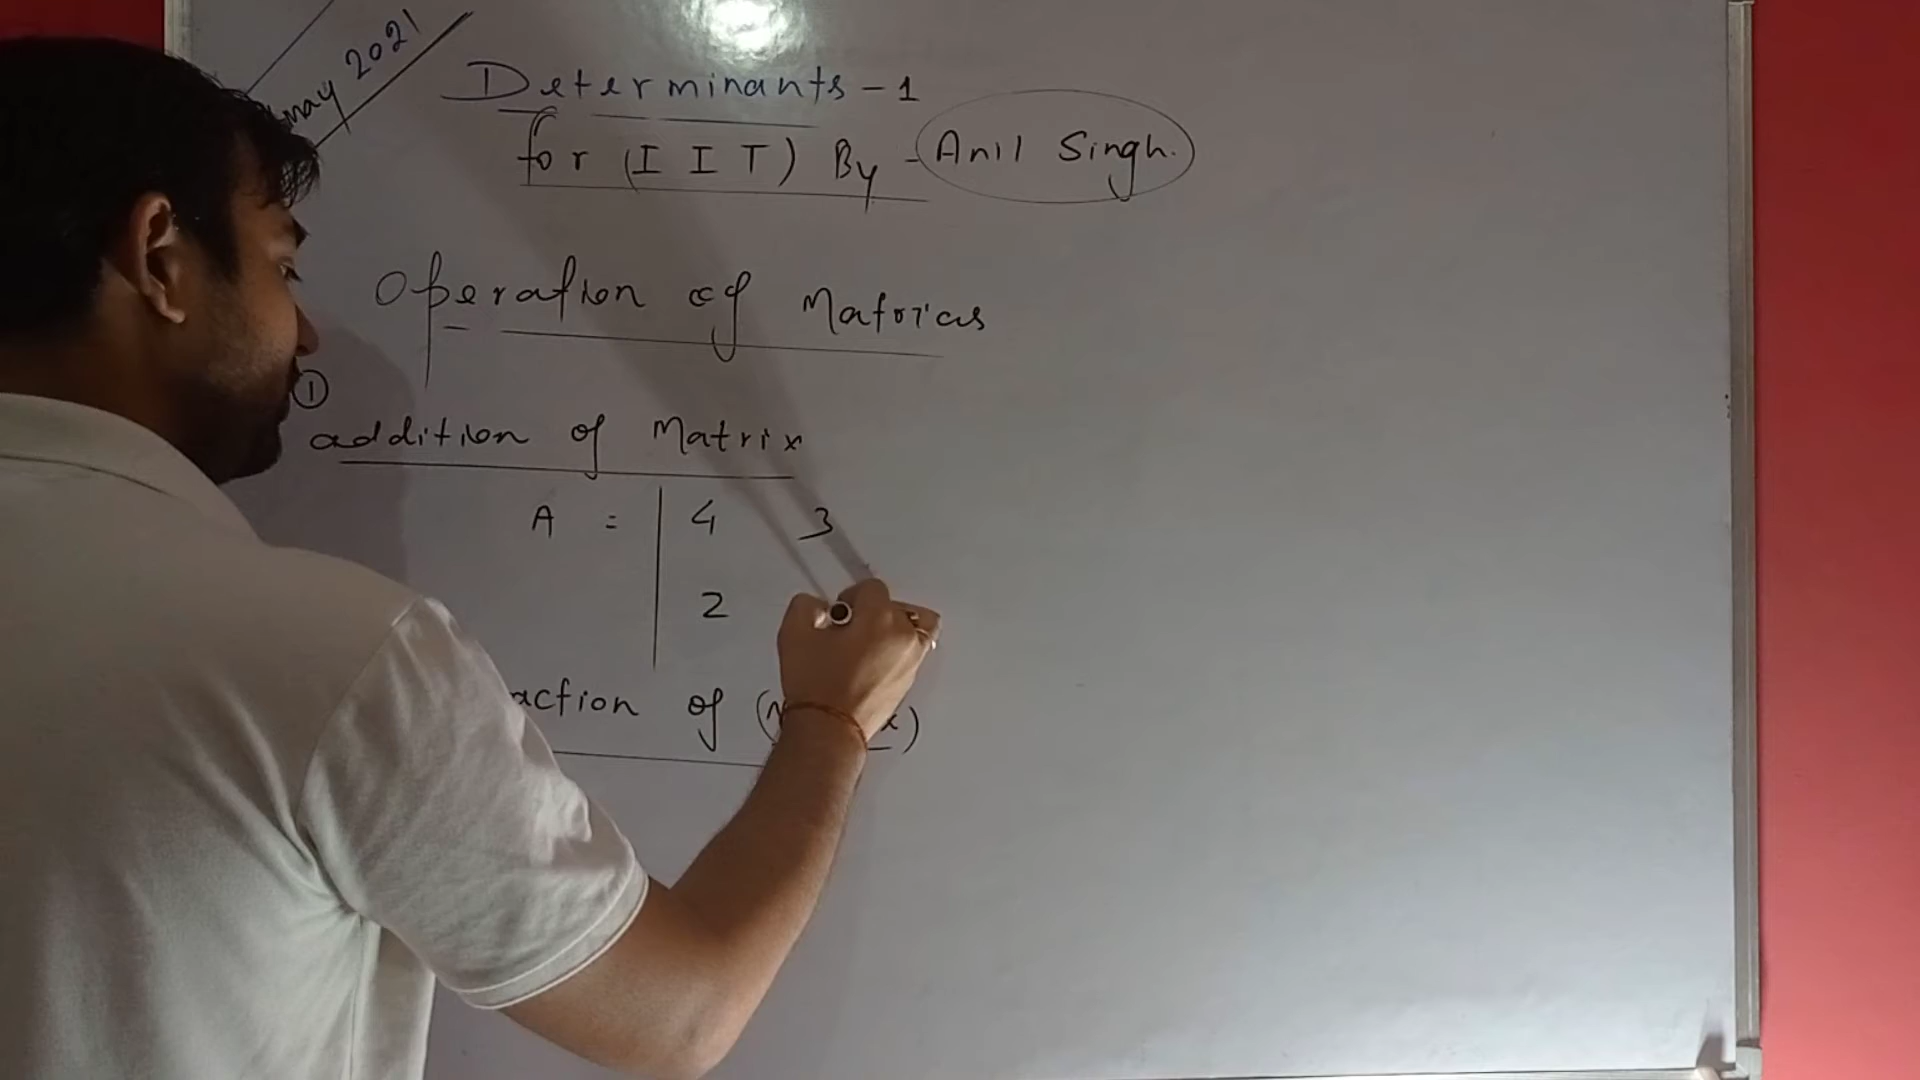 may 2021
Determinants - 1
for (I I T) By - Anil Singh.
Operation of Matrices
①
addition of Matrix
A = | 4 3
2
action of